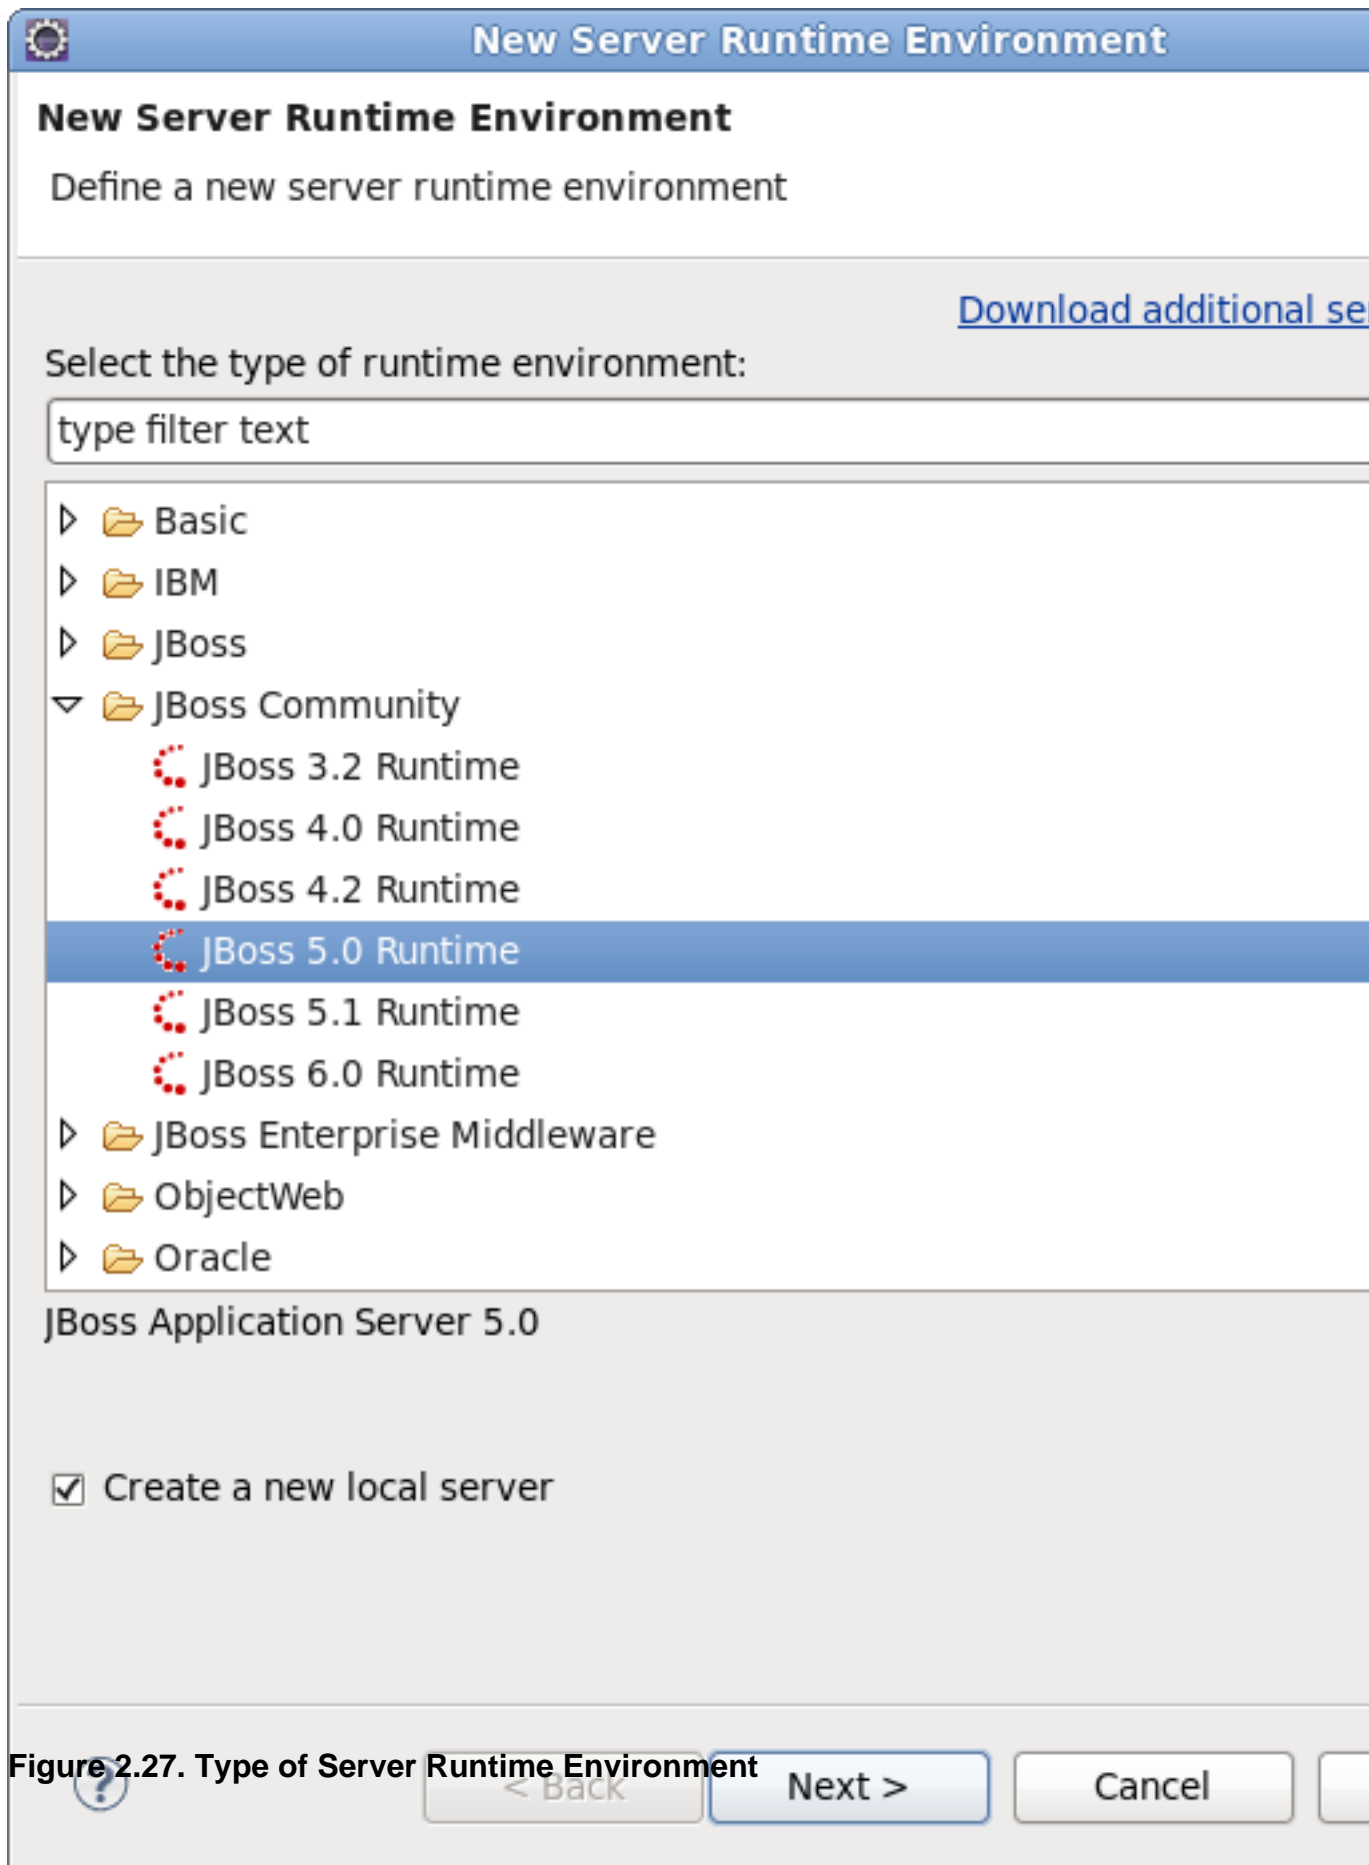 New Server Runtime Environment
New Server Runtime Environment
Define a new server runtime environment
Download additional
Select the type of runtime environment:
type filter text
Basic
IBM
JBoss
JBoss Community
JBoss 3.2 Runtime
JBoss 4.0 Runtime
JBoss 4.2 Runtime
JBoss 5.0 Runtime
JBoss 5.1 Runtime
JBoss 6.0 Runtime
JBoss Enterprise Middleware
ObjectWeb
Oracle
JBoss Application Server 5.0
Create a new local server
Figure 2.27. Type of Server Runtime Environment
? < Back Next > Cancel